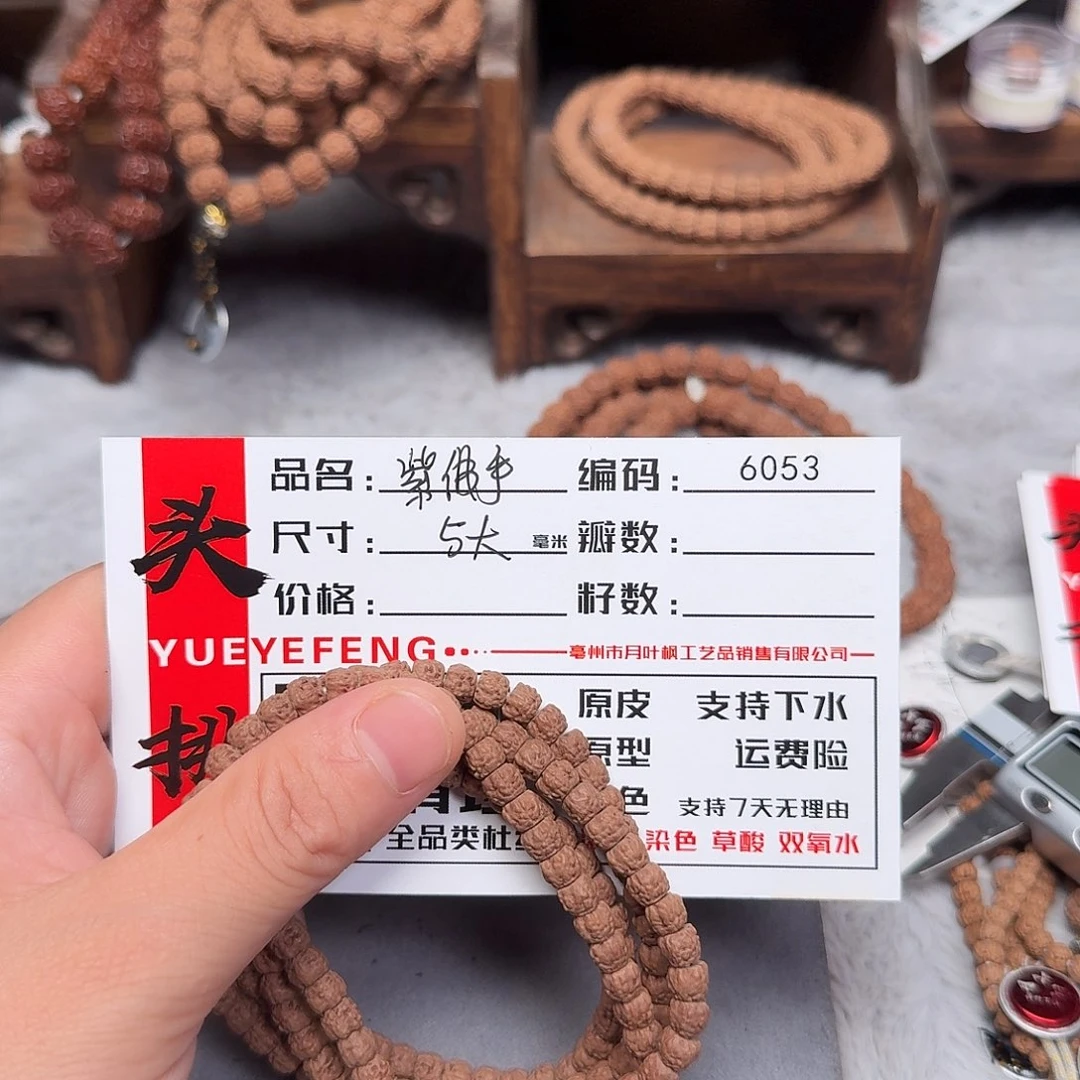 头
品名：紫佛手 编码：6053
尺寸：5大 毫米 瓣数：
价格： 籽数：
YUEYEFENG 亳州市月叶枫工艺品销售有限公司
原皮 支持下水
原型 运费险
色 支持7天无理由
全品类杜 染色 草酸 双氧水